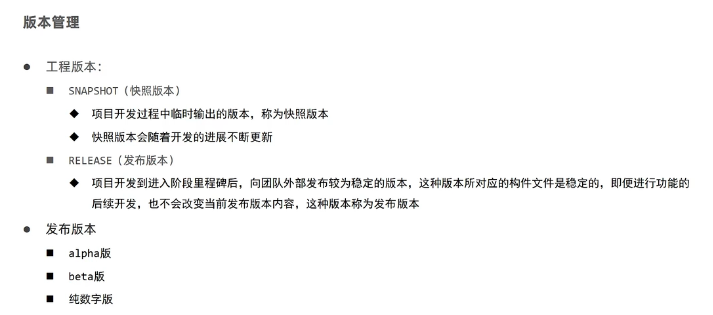 版本管理
工程版本：
SNAPSHOT（快照版本）
项目开发过程中临时输出的版本，称为快照版本
快照版本会随着开发的进展不断更新
RELEASE（发布版本）
项目开发到进入阶段里程碑后，向团队外部发布较为稳定的版本，这种版本所对应的构件文件是稳定的，即便进行功能的
后续开发，也不会改变当前发布版本内容，这种版本称为发布版本
发布版本
alpha版
beta版
纯数字版